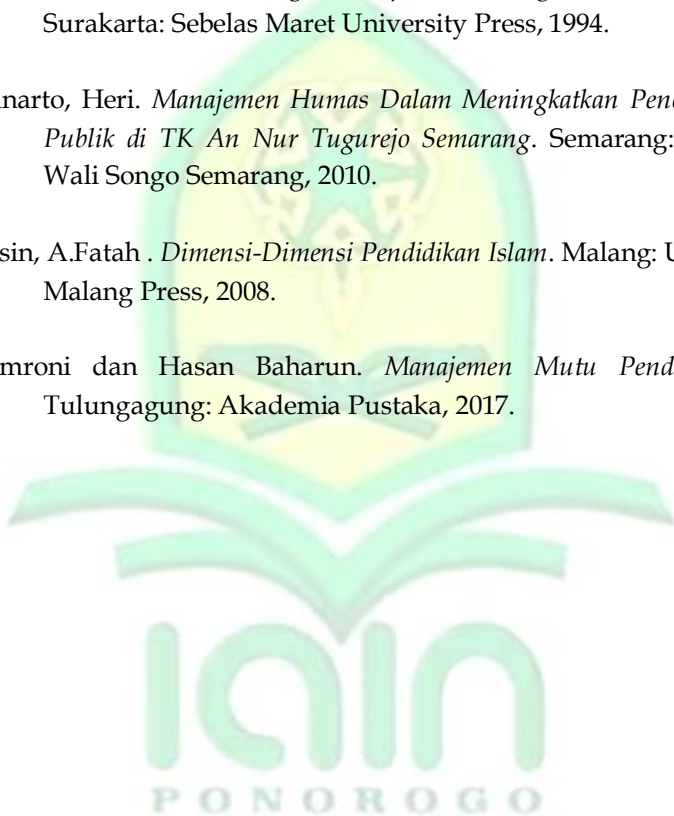 Surakarta: Sebelas Maret University Press, 1994.
narto, Heri. Manajemen Humas Dalam Meningkatkan
Publik di TK An Nur Tugurejo Semarang. Semarang:
Wali Songo Semarang, 2010.
sin, A.Fatah . Dimensi-Dimensi Pendidikan Islam. Malang:
Malang Press, 2008.
mroni dan Hasan Baharun. Manajemen Mutu
Tulungagung: Akademia Pustaka, 2017.
iain
PONOROGO